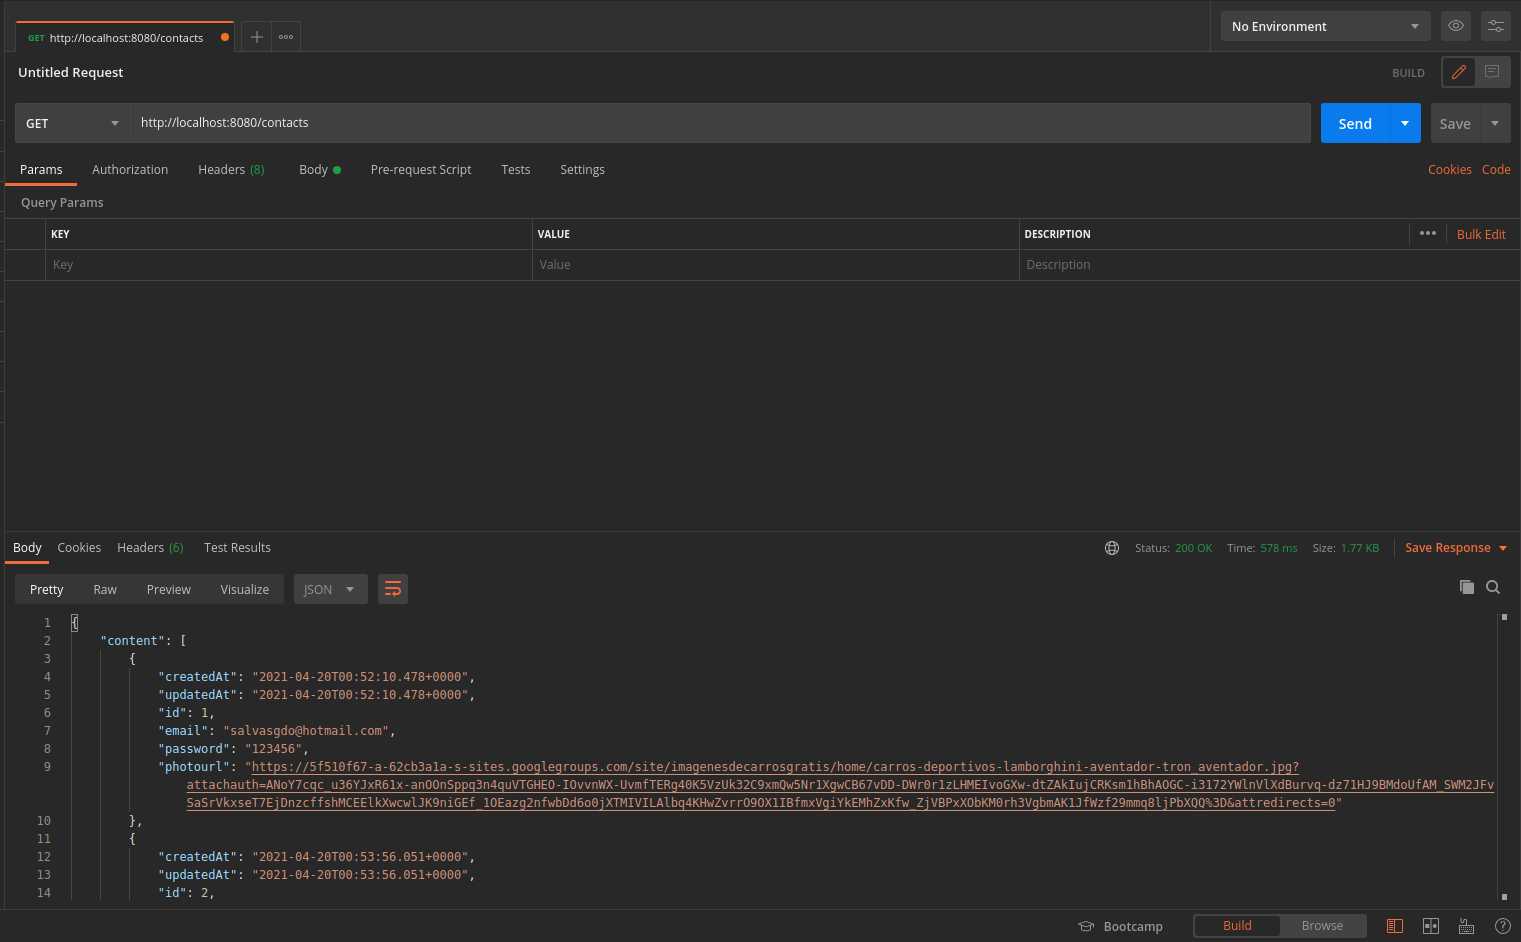 GET http://localhost:8080/contacts
No Environment
Untitled Request
BUILD
GET http://localhost:8080/contacts Send Save
Params Authorization Headers (8) Body Pre-request Script Tests Settings Cookies Code
Query Params
KEY VALUE DESCRIPTION Bulk Edit
Key Value Description
Body Cookies Headers (6) Test Results Status: 200 OK Time: 578 ms Size: 1.77 KB Save Response
Pretty Raw Preview Visualize JSON
1 {
2 "content": [
3 {
4 "createdAt": "2021-04-20T00:52:10.478+0000",
5 "updatedAt": "2021-04-20T00:52:10.478+0000",
6 "id": 1,
7 "email": "salvasgdo@hotmail.com",
8 "password": "123456",
9 "photourl": "https://5f510f67-a-62cb3a1a-s-sites.googlegroups.com/site/imagenesdecarrosgratis/home/carros-deportivos-lamborghini-aventador-tron_aventador.jpg?
attachauth=ANoY7cqc_u36YJxR61x-anOOnSppq3n4quVTGHEO-IOvvnWX-UvmfTERg40K5VzUk32C9xmQw5Nr1XgwCB67vDD-DWr0r1zLHMEIvoGXw-dtZAkIujCRKsm1hBhAOGC-i3172YWlnVlXdBurvq-dz71HJ9BMdoUfAM_SWM2JFv
SaSrVkxseT7EjDnzcffshMCEElkXwcwlJK9niGEf_1OEazg2nfwbDd6o0jXTMIVILAlbq4KHwZvrrO9OX1IBfmxVgiYkEMhZxKfw_ZjVBPxXObKM0rh3VgbmAK1JfWzf29mmq8ljPbXQQ%3D&attredirects=0"
10 },
11 {
12 "createdAt": "2021-04-20T00:53:56.051+0000",
13 "updatedAt": "2021-04-20T00:53:56.051+0000",
14 "id": 2,
Bootcamp Build Browse